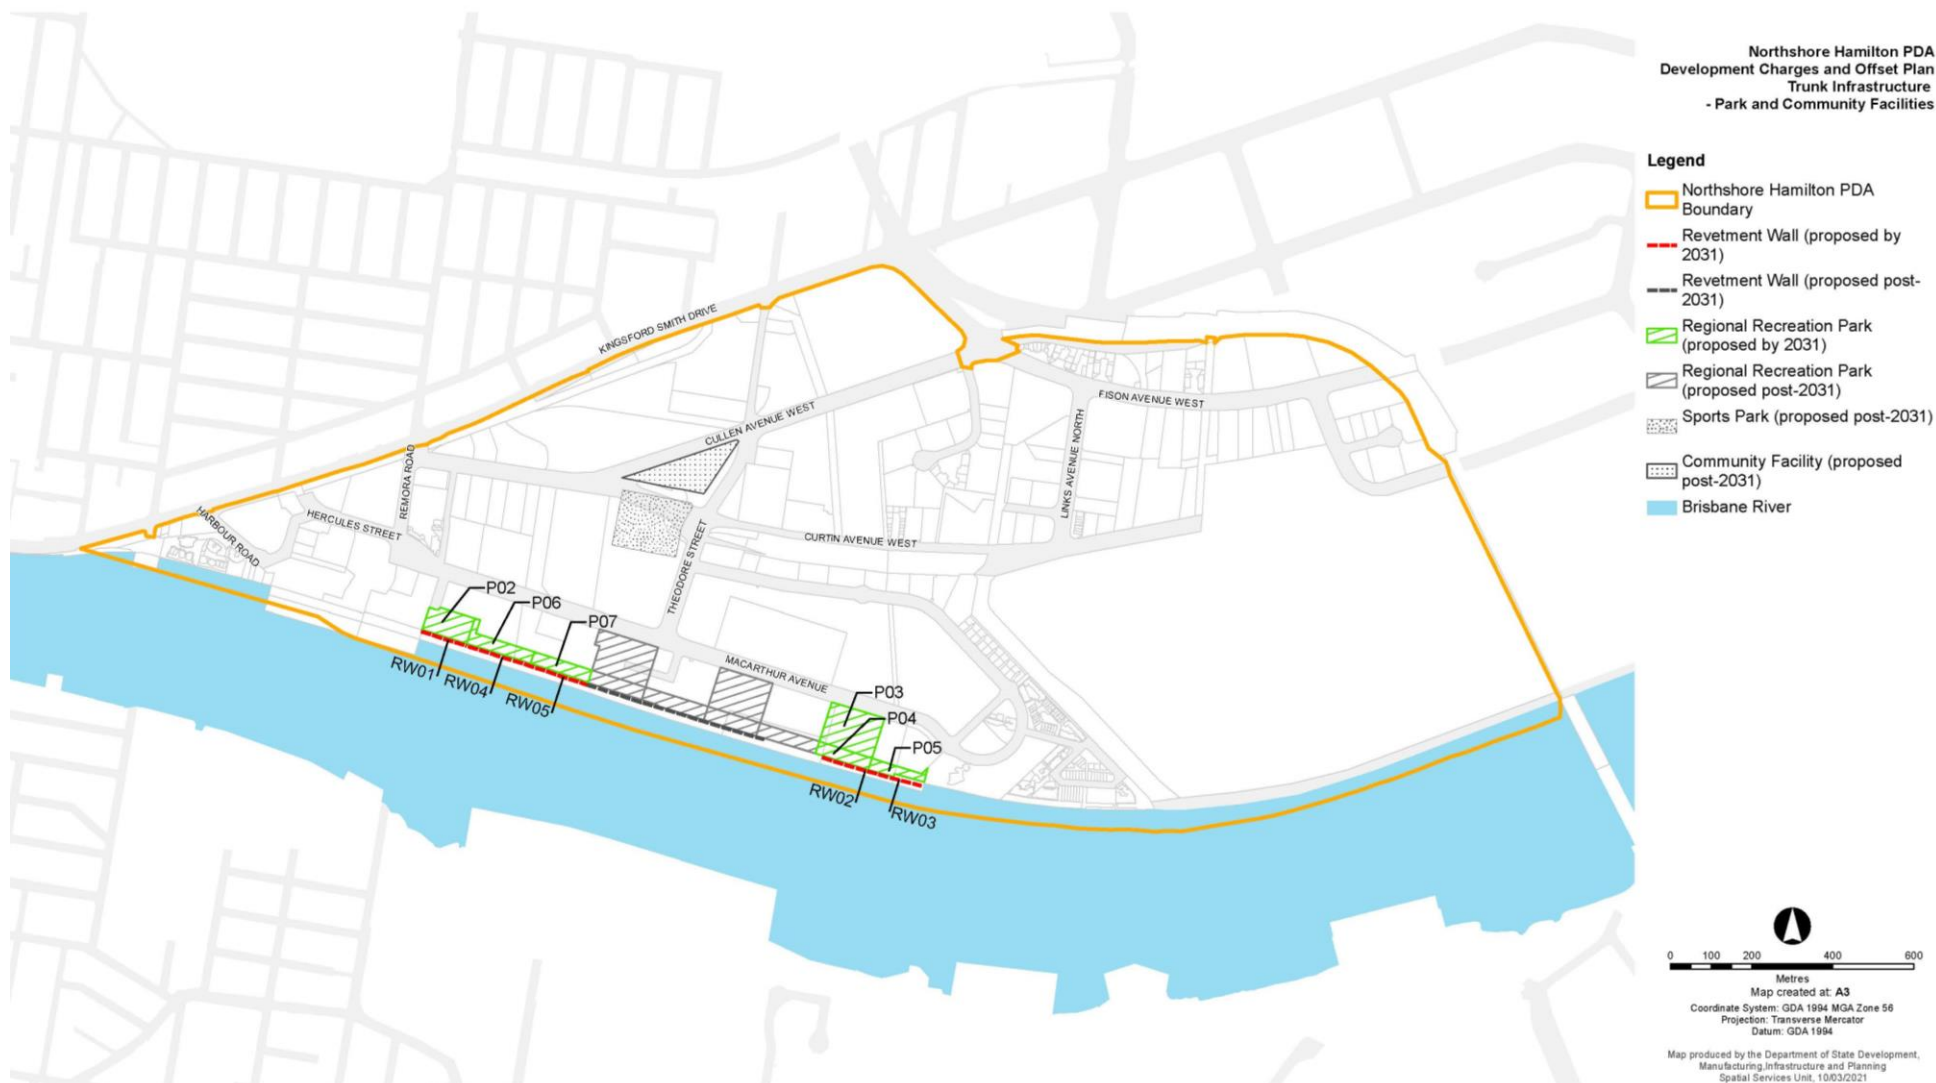 Northshore Hamilton PDA
Development Charges and Offset Plan
Trunk Infrastructure
- Park and Community Facilities
Legend
Northshore Hamilton PDA
Boundary
Revetment Wall (proposed by
2031)
Revetment Wall (proposed post-
2031)
Regional Recreation Park
(proposed by 2031)
Regional Recreation Park
(proposed post-2031)
Sports Park (proposed post-2031)
Community Facility (proposed
post-2031)
Brisbane River
KINGSFORD SMITH DRIVE
FISON AVENUE WEST
CULLEN AVENUE WEST
LINKS AVENUE NORTH
REMORA ROAD
HARBOUR ROAD
HERCULES STREET
CURTIN AVENUE WEST
THEODORE STREET
MACARTHUR AVENUE
P02
P06
P07
P03
P04
P05
RW01
RW04
RW05
RW02
RW03
0 100 200 400 600
Metres
Map created at: A3
Coordinate System: GDA 1994 MGA Zone 56
Projection: Transverse Mercator
Datum: GDA 1994
Map produced by the Department of State Development,
Manufacturing,Infrastructure and Planning
Spatial Services Unit, 10/03/2021